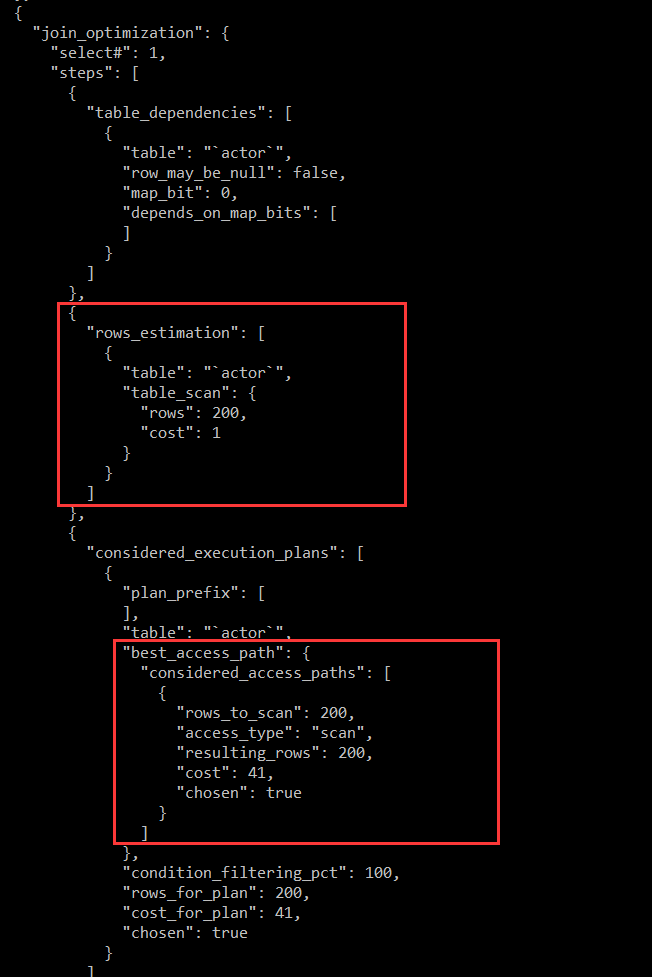 {
"join_optimization": {
"select#": 1,
"steps": [
{
"table_dependencies": [
{
"table": "`actor`",
"row_may_be_null": false,
"map_bit": 0,
"depends_on_map_bits": [
]
}
]
},
{
"rows_estimation": [
{
"table": "`actor`",
"table_scan": {
"rows": 200,
"cost": 1
}
}
]
},
{
"considered_execution_plans": [
{
"plan_prefix": [
],
"table": "`actor`",
"best_access_path": {
"considered_access_paths": [
{
"rows_to_scan": 200,
"access_type": "scan",
"resulting_rows": 200,
"cost": 41,
"chosen": true
}
]
},
"condition_filtering_pct": 100,
"rows_for_plan": 200,
"cost_for_plan": 41,
"chosen": true
}
]